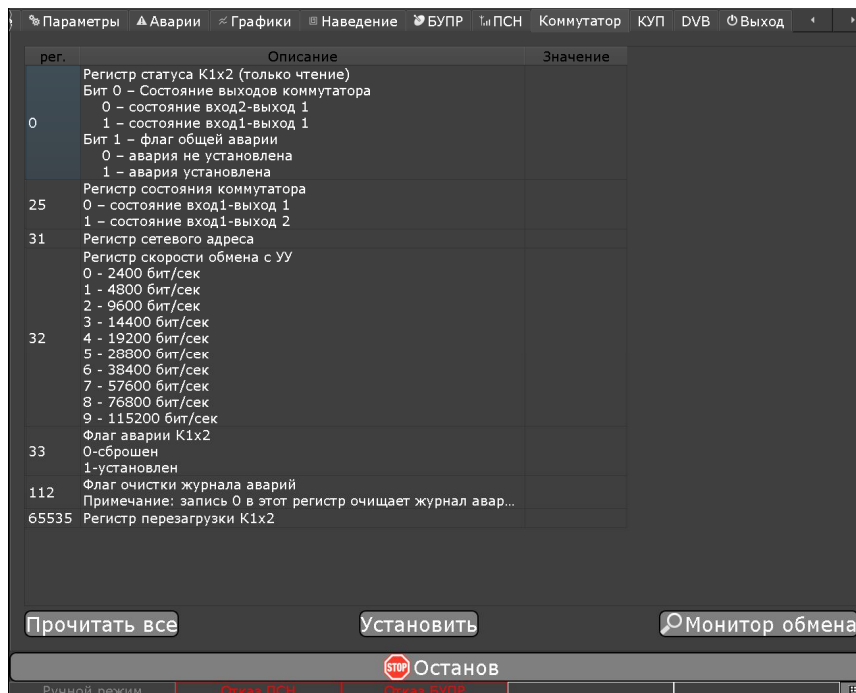 Параметры Аварии Графики Наведение БУПР ПСН Коммутатор КУП DVB Выход
рег. Описание Значение
0
Регистр статуса К1х2 (только чтение)
Бит 0 – Состояние выходов коммутатора
0 – состояние вход2-выход 1
1 – состояние вход1-выход 1
Бит 1 – флаг общей аварии
0 – авария не установлена
1 – авария установлена
25
Регистр состояния коммутатора
0 – состояние вход1-выход 1
1 – состояние вход1-выход 2
31 Регистр сетевого адреса
32
Регистр скорости обмена с УУ
0 - 2400 бит/сек
1 - 4800 бит/сек
2 - 9600 бит/сек
3 - 14400 бит/сек
4 - 19200 бит/сек
5 - 28800 бит/сек
6 - 38400 бит/сек
7 - 57600 бит/сек
8 - 76800 бит/сек
9 - 115200 бит/сек
33
Флаг аварии К1х2
0-сброшен
1-установлен
112
Флаг очистки журнала аварий
Примечание: запись 0 в этот регистр очищает журнал авар...
65535 Регистр перезагрузки К1х2
Прочитать все Установить Монитор обмена
STOP Останов
Ручной режим Отказ ПСН Отказ БУПР